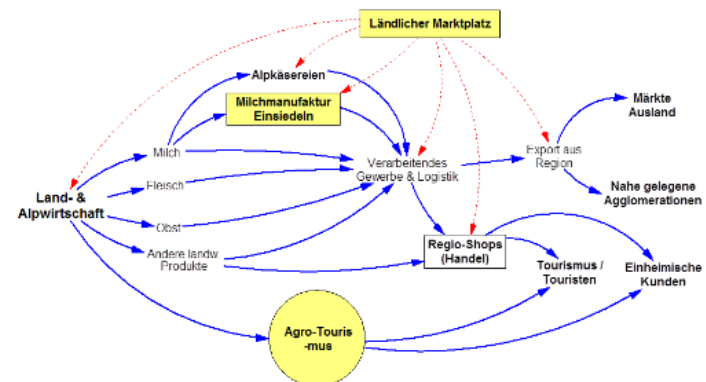 Ländlicher Marktplatz
Alpkäsereien
Milchmanufaktur
Einsiedeln
Märkte
Ausland
Milch
Verarbeitendes
Gewerbe & Logistik
Export aus
Region
Fleisch
Land- &
Alpwirtschaft
Nahe gelegene
Agglomerationen
Obst
Andere landw.
Produkte
Regio-Shops
(Handel)
Tourismus /
Touristen
Einheimische
Kunden
Agro-Touris
-mus